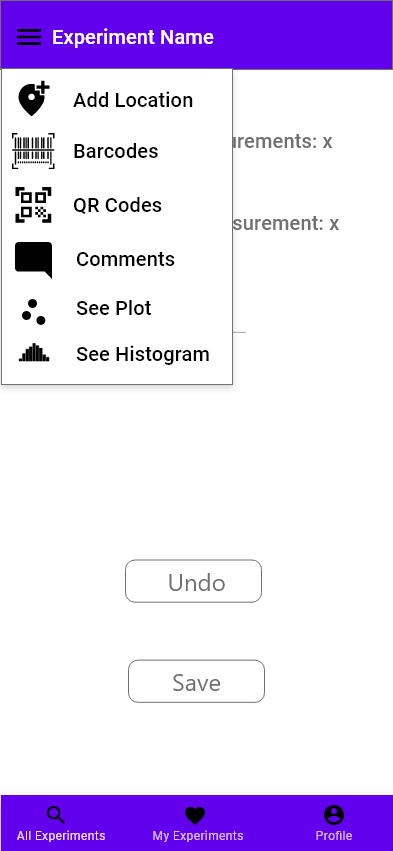 Experiment Name
Add Location
urements: x
Barcodes
QR Codes
surement: x
Comments
See Plot
See Histogram
Undo
Save
All Experiments
My Experiments
Profile